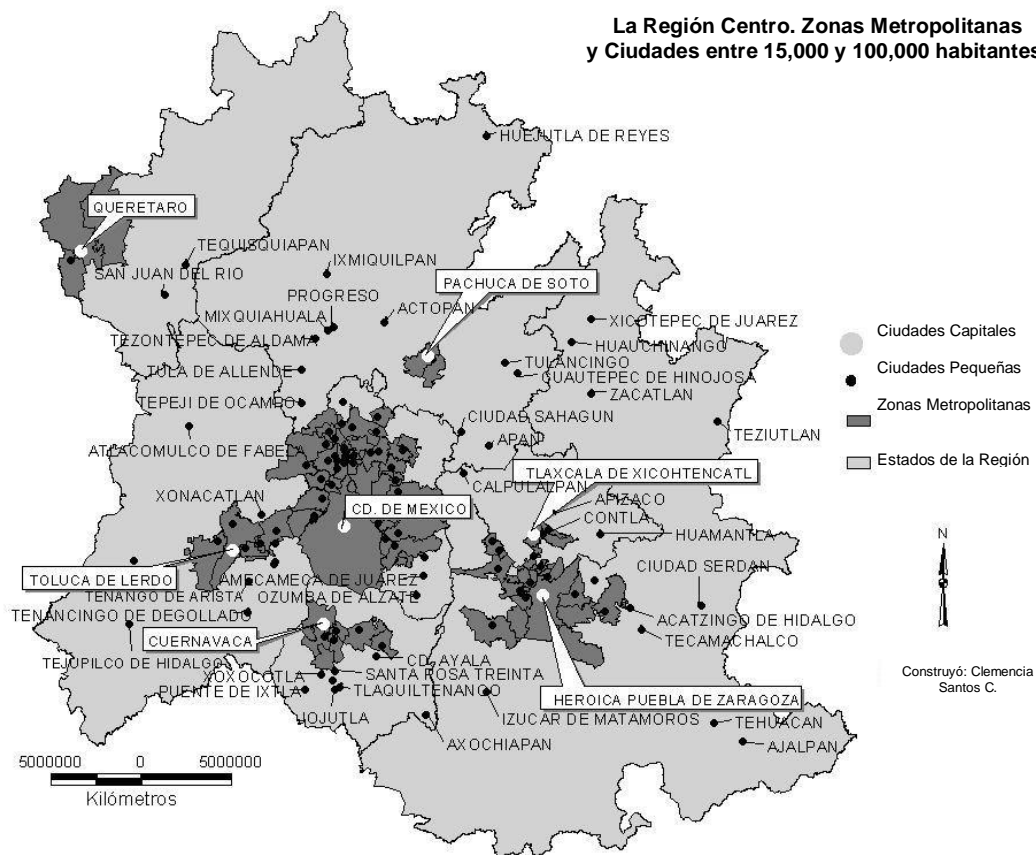 La Región Centro. Zonas Metropolitanas
y Ciudades entre 15,000 y 100,000 habitantes
HUEJUTLA DE REYES
QUERETARO
TEQUISQUIAPAN
SAN JUAN DEL RIO
IXMIQUILPAN
PACHUCA DE SOTO
PROGRESO
ACTOPAN
MIXQUIAHUALA
XICOTEPEC DE JUAREZ
TEZONTEPEC DE ALDAMA
HUAUCHINANGO
TULANCINGO
TULA DE ALLENDE
CUAUTEPEC DE HINOJOSA
ZACATLAN
TEPEJI DE OCAMPO
CIUDAD SAHAGUN
TEZIUTLAN
ATLACOMULCO DE FABELA
APAN
TLAXCALA DE XICOHTENCATL
CALPULALPAN
XONACATLAN
APIZACO
CD. DE MEXICO
CONTLA
HUAMANTLA
CIUDAD SERDAN
TOLUCA DE LERDO
AMECAMECA DE JUAREZ
TENANGO DE ARISTA
OZUMBA DE ALZATE
TENANCINGO DE DEGOLLADO
ACATZINGO DE HIDALGO
CUERNAVACA
TECAMACHALCO
TEJUPILCO DE HIDALGO
CD. AYALA
XOXOCOTLA
SANTA ROSA TREINTA
PUENTE DE IXTLA
TLAQUILTENANGO
HEROICA PUEBLA DE ZARAGOZA
HOJUTLA
IZUCAR DE MATAMOROS
TEHUACAN
AXOCHIAPAN
AJALPAN
Ciudades Capitales
Ciudades Pequeñas
Zonas Metropolitanas
Estados de la Región
N
Construyó: Clemencia
Santos C.
5000000 0 5000000
Kilómetros